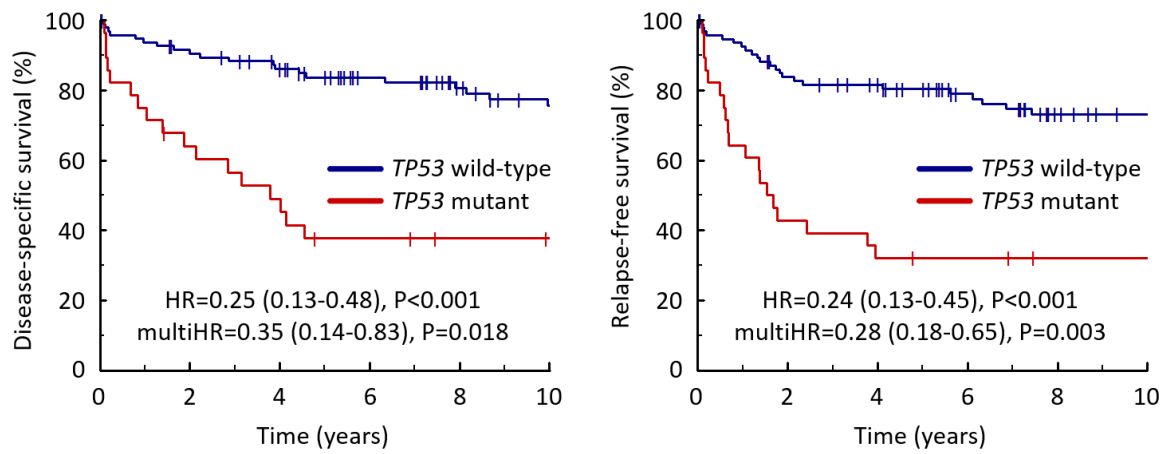 Disease-specific survival (%)
100
80
60
40
20
0
TP53 wild-type
TP53 mutant
HR=0.25 (0.13-0.48), P<0.001
multiHR=0.35 (0.14-0.83), P=0.018
0 2 4 6 8 10
Time (years)
Relapse-free survival (%)
100
80
60
40
20
0
TP53 wild-type
TP53 mutant
HR=0.24 (0.13-0.45), P<0.001
multiHR=0.28 (0.18-0.65), P=0.003
0 2 4 6 8 10
Time (years)